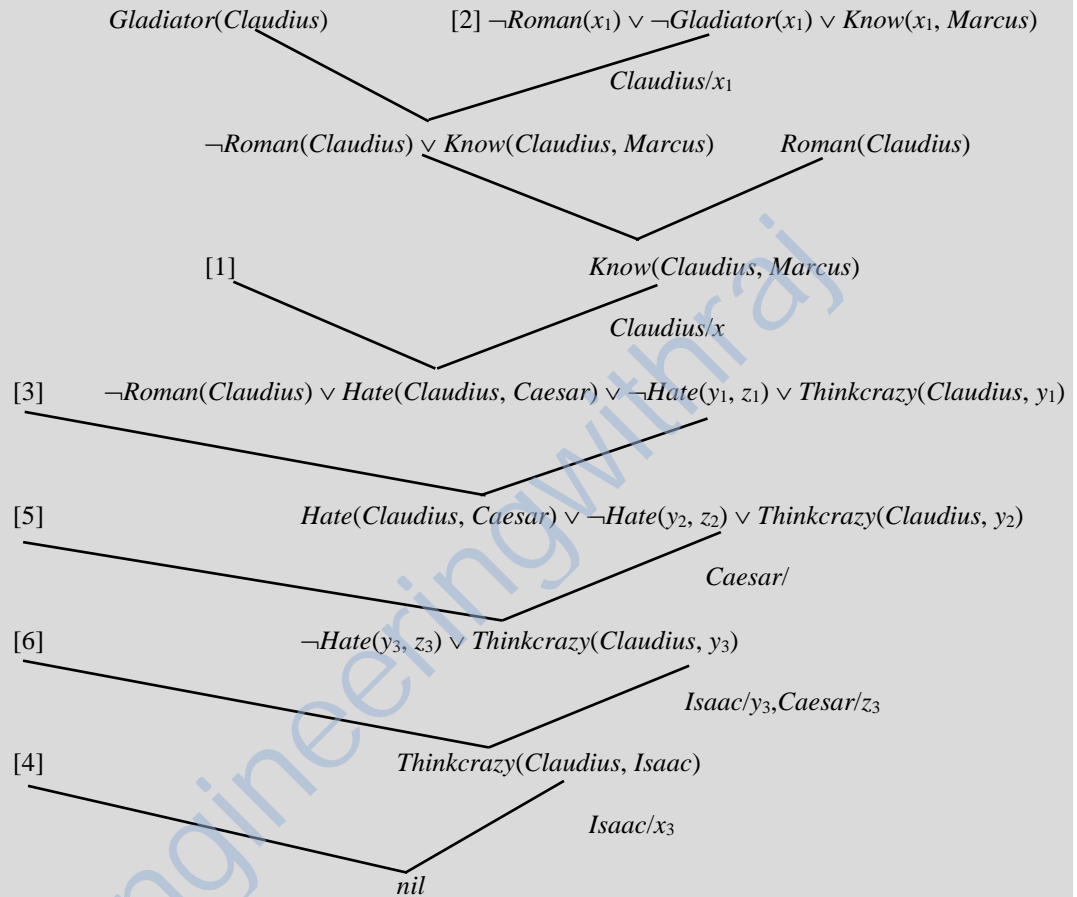 Gladiator(Claudius) [2] ¬Roman(x₁) ∨ ¬Gladiator(x₁) ∨ Know(x₁, Marcus)
Claudius/x₁
¬Roman(Claudius) ∨ Know(Claudius, Marcus) Roman(Claudius)
[1] Know(Claudius, Marcus)
Claudius/x
[3] ¬Roman(Claudius) ∨ Hate(Claudius, Caesar) ∨ ¬Hate(y₁, z₁) ∨ Thinkcrazy(Claudius, y₁)
[5] Hate(Claudius, Caesar) ∨ ¬Hate(y₂, z₂) ∨ Thinkcrazy(Claudius, y₂)
Caesar/
[6] ¬Hate(y₃, z₃) ∨ Thinkcrazy(Claudius, y₃)
Isaac/y₃,Caesar/z₃
[4] Thinkcrazy(Claudius, Isaac)
Isaac/x₃
nil
ngineeringwithraj